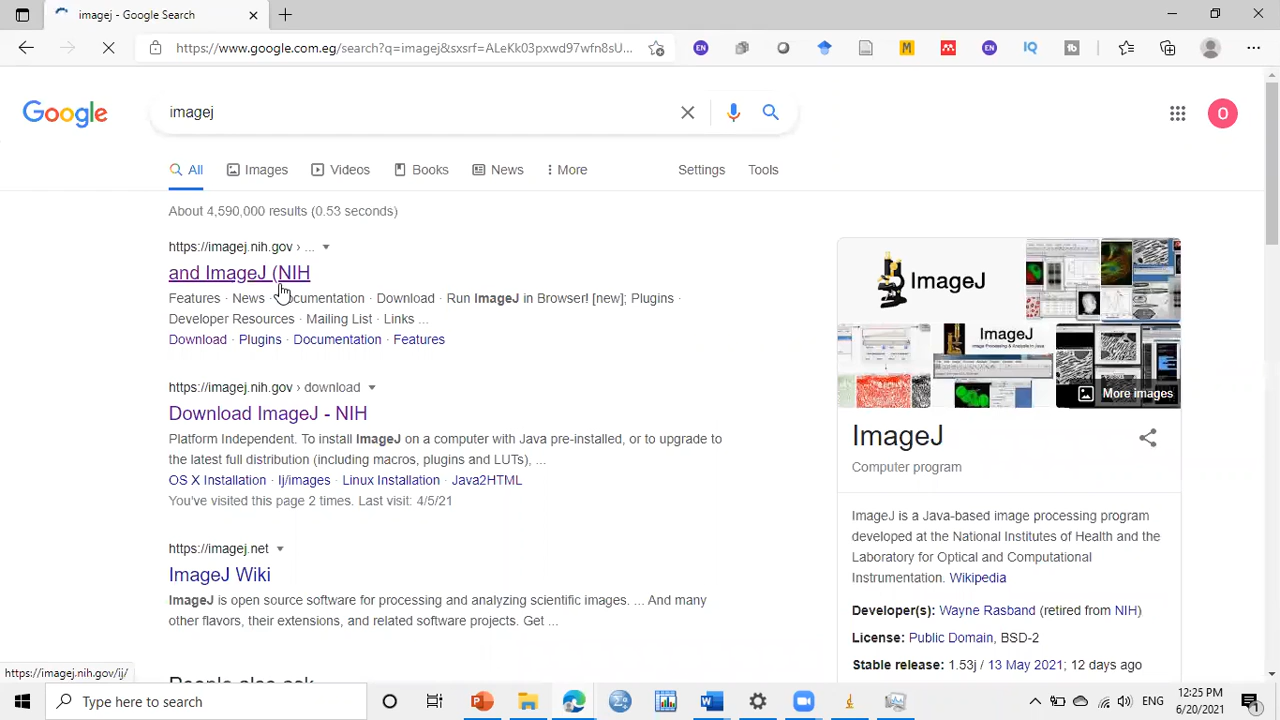 imagej - Google Search
https://www.google.com.eg/search?q=imagej&sxsrf=ALeKk03pxwd97wfn8sU...
Google
imagej
O
All Images Videos Books News More Settings Tools
About 4,590,000 results (0.53 seconds)
https://imagej.nih.gov › ...
and ImageJ (NIH
Features · News · Documentation · Download · Run ImageJ in Browser! [new]; Plugins ·
Developer Resources · Mailing List · Links ...
Download · Plugins · Documentation · Features
https://imagej.nih.gov › download
Download ImageJ - NIH
Platform Independent. To install ImageJ on a computer with Java pre-installed, or to upgrade to
the latest full distribution (including macros, plugins and LUTs), ...
OS X Installation · Ij/images · Linux Installation · Java2HTML
You've visited this page 2 times. Last visit: 4/5/21
https://imagej.net
ImageJ Wiki
ImageJ is open source software for processing and analyzing scientific images. ... And many
other flavors, their extensions, and related software projects. Get ...
People also ask
ImageJ
ImageJ
More images
ImageJ
Computer program
ImageJ is a Java-based image processing program
developed at the National Institutes of Health and the
Laboratory for Optical and Computational
Instrumentation. Wikipedia
Developer(s): Wayne Rasband (retired from NIH)
License: Public Domain, BSD-2
Stable release: 1.53j / 13 May 2021; 12 days ago
https://imagej.nih.gov/ij/
Type here to search
ENG
12:25 PM
6/20/2021